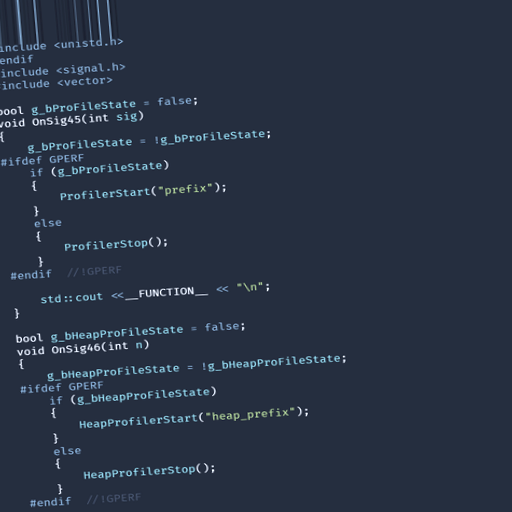 include <unistd.h>
endif
include <signal.h>
include <vector>
bool g_bProFileState = false;
void OnSig45(int sig)
{
g_bProFileState = !g_bProFileState;
#ifdef GPERF
if (g_bProFileState)
{
ProfilerStart("prefix");
}
else
{
ProfilerStop();
}
#endif //!GPERF
std::cout <<__FUNCTION__ << "\n";
}
bool g_bHeapProFileState = false;
void OnSig46(int n)
{
g_bHeapProFileState = !g_bHeapProFileState;
#ifdef GPERF
if (g_bHeapProFileState)
{
HeapProfilerStart("heap_prefix");
}
else
{
HeapProfilerStop();
}
#endif //!GPERF